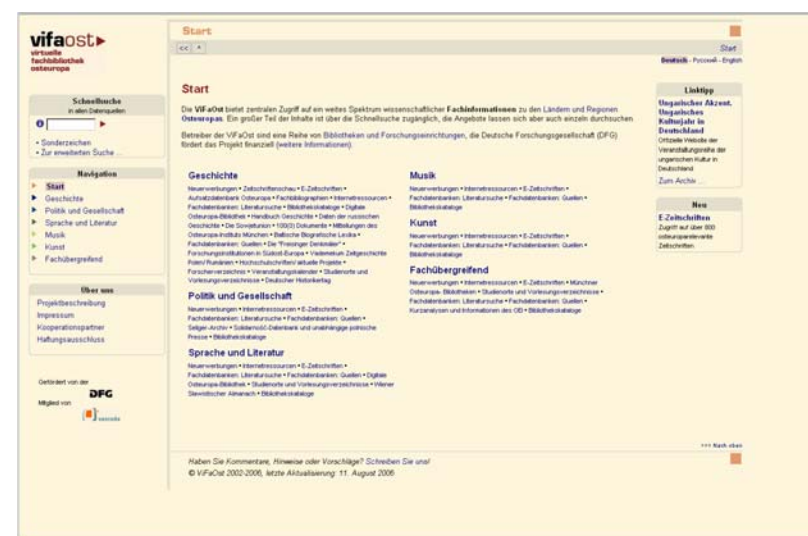 vifaost
virtuelle
fachbibliothek
osteuropa
Start
<< ^
Start
Deutsch - Русский - English
Schnellsuche
in allen Datenquellen
• Sonderzeichen
• Zur erweiterten Suche ...
Navigation
Start
Geschichte
Politik und Gesellschaft
Sprache und Literatur
Musik
Kunst
Fachübergreifend
Über uns
Projektbeschreibung
Impressum
Kooperationspartner
Haftungsausschluss
Gefördert von der
DFG
Mitglied von
vascoda
Start
Die ViFaOst bietet zentralen Zugriff auf ein weites Spektrum wissenschaftlicher Fachinformationen zu den Ländern und Regionen
Osteuropas. Ein großer Teil der Inhalte ist über die Schnellsuche zugänglich, die Angebote lassen sich aber auch einzeln durchsuchen.
Betreiber der ViFaOst sind eine Reihe von Bibliotheken und Forschungseinrichtungen, die Deutsche Forschungsgesellschaft (DFG)
fördert das Projekt finanziell (weitere Informationen).
Geschichte
Neuerwerbungen • Zeitschriftenschau • E-Zeitschriften •
Aufsatzdatenbank Osteuropa • Fachbibliographien • Internetressourcen •
Fachdatenbanken: Literatursuche • Bibliothekskataloge • Digitale
Osteuropa-Bibliothek • Handbuch Geschichte • Daten der russischen
Geschichte • Die Sowjetunion • 100(0) Dokumente • Mitteilungen des
Osteuropa-Instituts München • Baltische Biografische Lexika •
Fachdatenbanken: Quellen • Die "Freisinger Denkmäler" •
Forschungsinstitutionen in Südost-Europa • Vademekum Zeitgeschichte
Polen/ Rumänien • Hochschulschriften/ aktuelle Projekte •
Forscherverzeichnis • Veranstaltungskalender • Studienorte und
Vorlesungsverzeichnisse • Deutscher Historikertag
Politik und Gesellschaft
Neuerwerbungen • Internetressourcen • E-Zeitschriften •
Fachdatenbanken: Literatursuche • Fachdatenbanken: Quellen •
Seliger-Archiv • Solidarność-Datenbank und unabhängige polnische
Presse • Bibliothekskataloge
Sprache und Literatur
Neuerwerbungen • Internetressourcen • E-Zeitschriften •
Fachdatenbanken: Literatursuche • Fachdatenbanken: Quellen • Digitale
Osteuropa-Bibliothek • Studienorte und Vorlesungsverzeichnisse • Wiener
Slawistischer Almanach • Bibliothekskataloge
Musik
Neuerwerbungen • Internetressourcen • E-Zeitschriften •
Fachdatenbanken: Literatursuche • Fachdatenbanken: Quellen •
Bibliothekskataloge
Kunst
Neuerwerbungen • Internetressourcen • E-Zeitschriften •
Fachdatenbanken: Literatursuche • Fachdatenbanken: Quellen •
Bibliothekskataloge
Fachübergreifend
Neuerwerbungen • Internetressourcen • E-Zeitschriften • Münchner
Osteuropa- Bibliotheken • Studienorte und Vorlesungsverzeichnisse •
Fachdatenbanken: Literatursuche • Fachdatenbanken: Quellen •
Kurzanalysen und Informationen des OEI • Bibliothekskataloge
Linktipp
Ungarischer Akzent.
Ungarisches
Kulturjahr in
Deutschland
Offizielle Website der
Veranstaltungsreihe der
ungarischen Kultur in
Deutschland
Zum Archiv ...
Neu
E-Zeitschriften
Zugriff auf über 800
osteuroparelevante
Zeitschriften.
^^^ Nach oben
Haben Sie Kommentare, Hinweise oder Vorschläge? Schreiben Sie uns!
© ViFaOst 2002-2006, letzte Aktualisierung: 11. August 2006